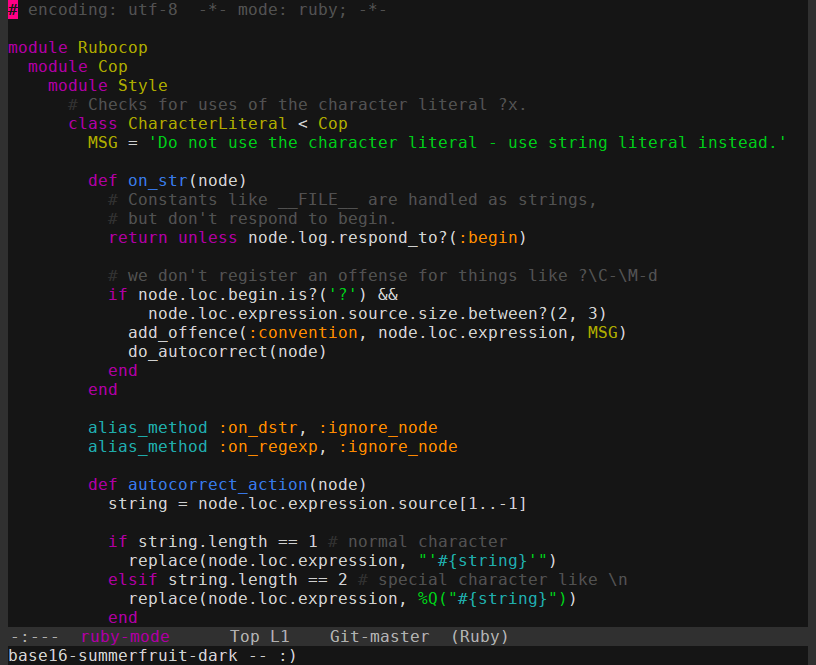 # encoding: utf-8  -*- mode: ruby; -*-
module Rubocop
  module Cop
    module Style
      # Checks for uses of the character literal ?x.
      class CharacterLiteral < Cop
        MSG = 'Do not use the character literal - use string literal instead.'
        def on_str(node)
          # Constants like __FILE__ are handled as strings,
          # but don't respond to begin.
          return unless node.log.respond_to?(:begin)
          # we don't register an offense for things like ?\C-\M-d
          if node.loc.begin.is?('?') &&
              node.loc.expression.source.size.between?(2, 3)
            add_offence(:convention, node.loc.expression, MSG)
            do_autocorrect(node)
          end
        end
        alias_method :on_dstr, :ignore_node
        alias_method :on_regexp, :ignore_node
        def autocorrect_action(node)
          string = node.loc.expression.source[1..-1]
          if string.length == 1 # normal character
            replace(node.loc.expression, "'#{string}'")
          elsif string.length == 2 # special character like \n
            replace(node.loc.expression, %Q("#{string}"))
          end
-:---  ruby-mode      Top L1    Git-master  (Ruby)
base16-summerfruit-dark -- :)